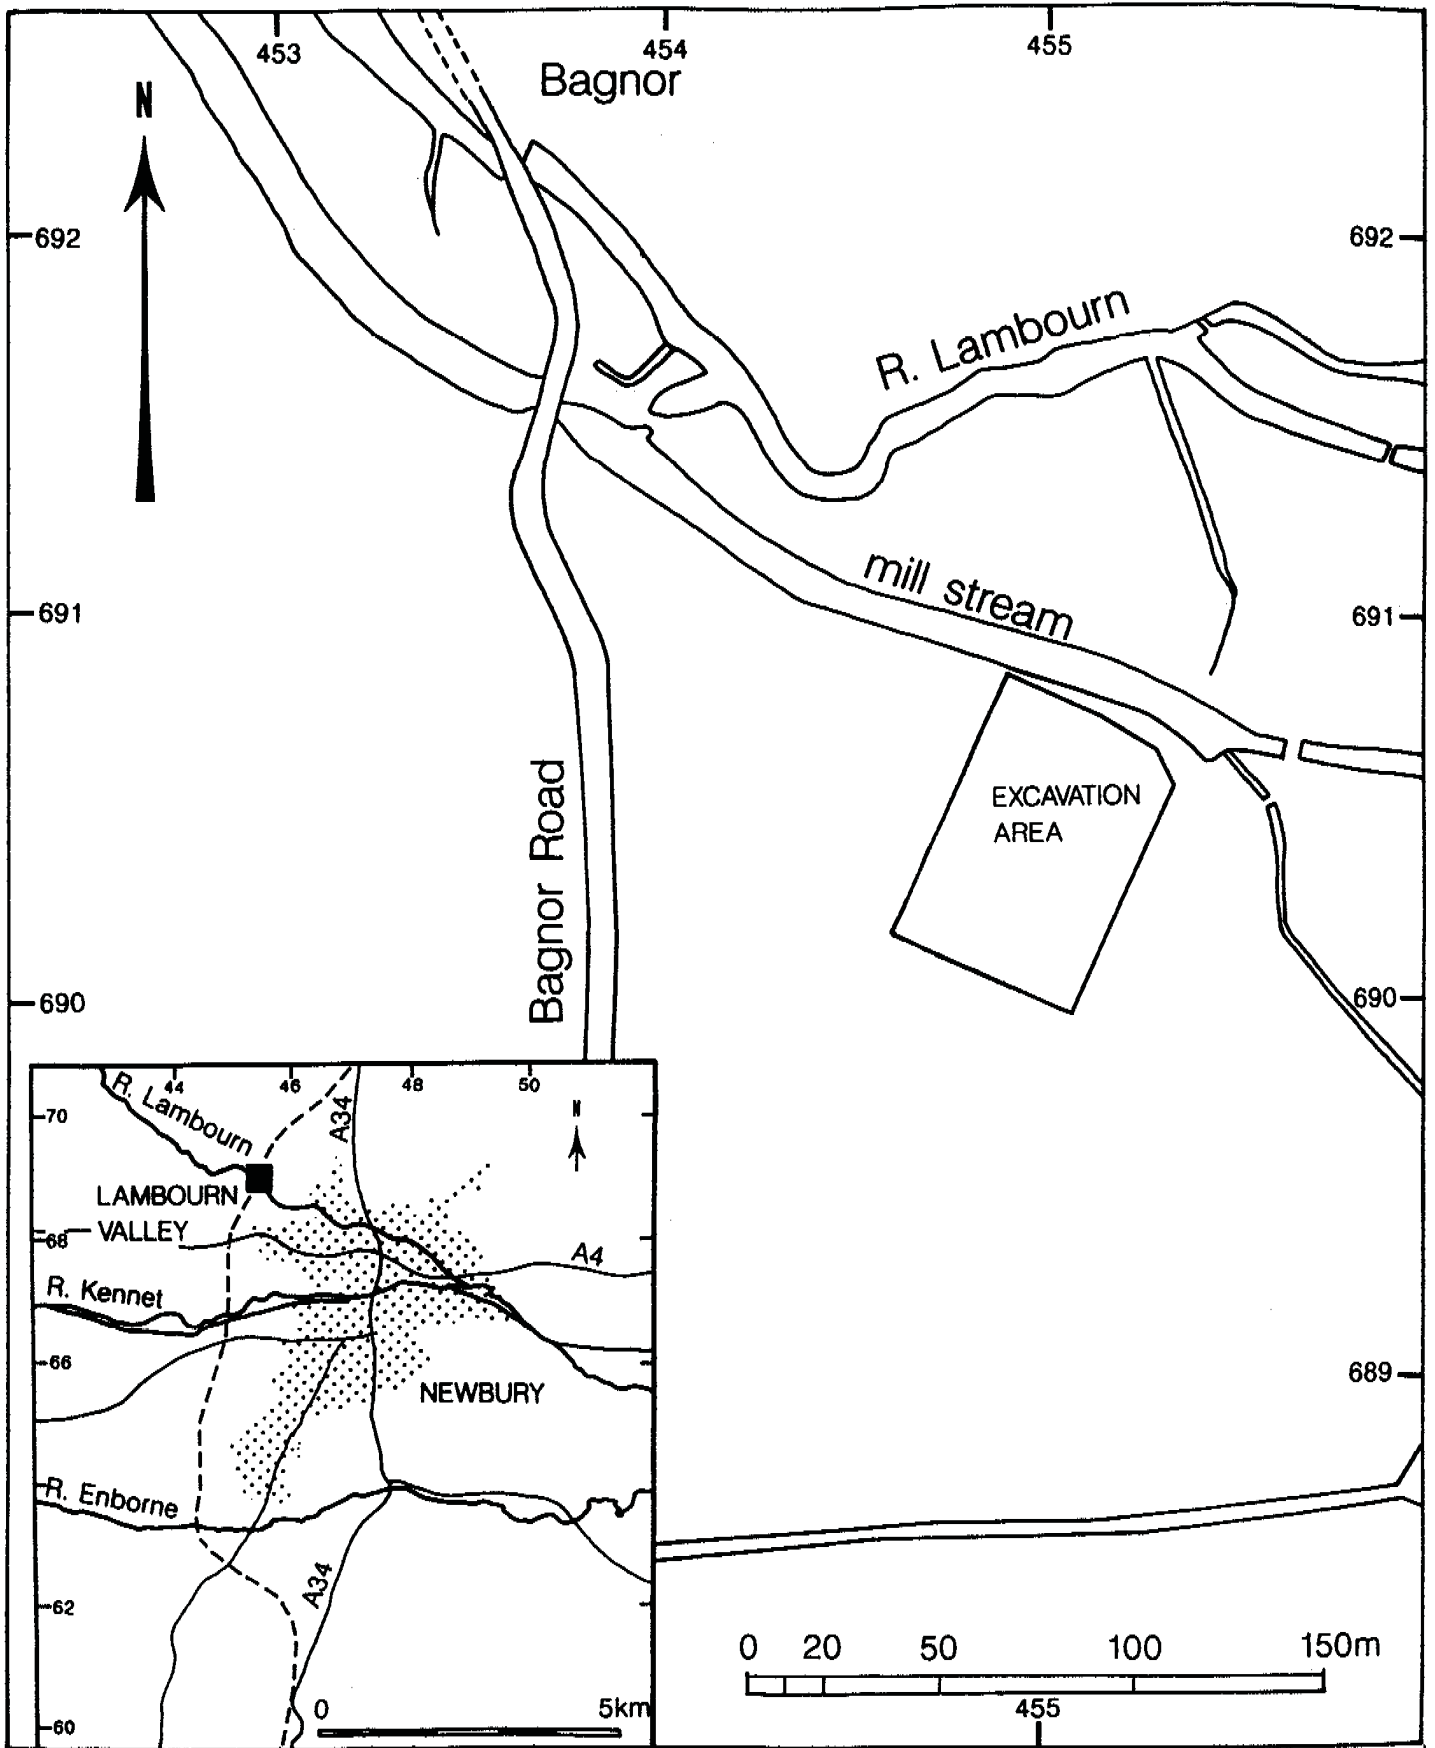 453
454
455
Bagnor
N
692
692
R. Lambourn
mill stream
691
691
EXCAVATION
AREA
Bagnor Road
690
690
689
0 20 50 100 150m
455
44 46 48 50
R. Lambourn
A34
N
70
LAMBOURN
VALLEY
68
A4
R. Kennet
66
NEWBURY
R. Enborne
A34
62
60
0 5km